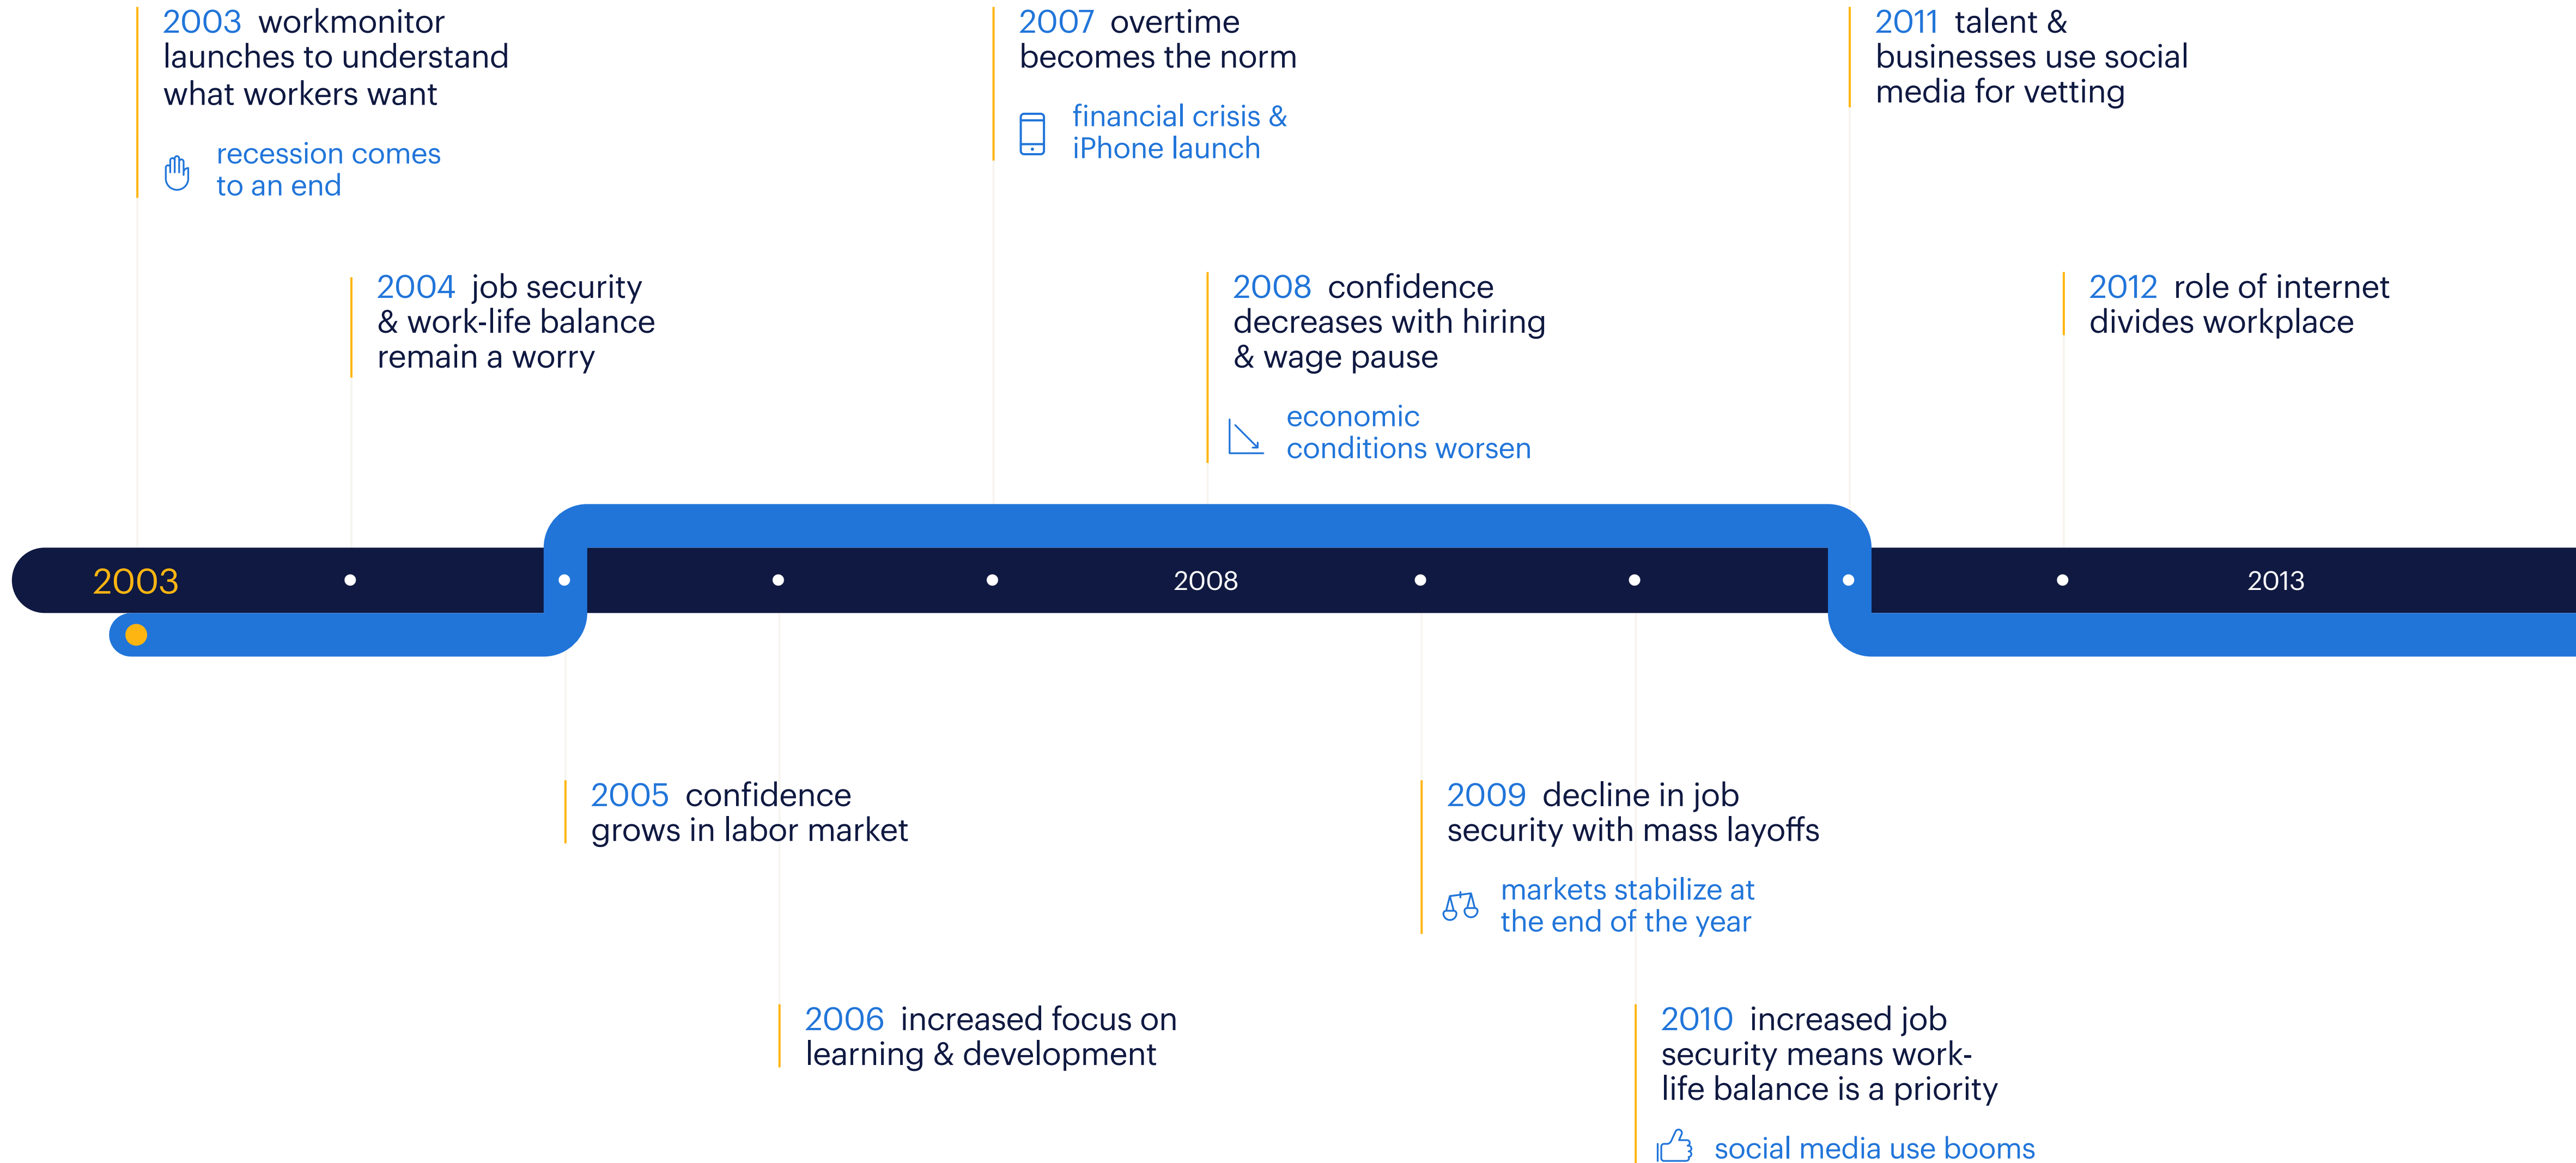 2003 workmonitor
launches to understand
what workers want
recession comes
to an end
2004 job security
& work-life balance
remain a worry
2007 overtime
becomes the norm
financial crisis &
iPhone launch
2008 confidence
decreases with hiring
& wage pause
economic
conditions worsen
2011 talent &
businesses use social
media for vetting
2012 role of internet
divides workplace
2003
2008
2013
2005 confidence
grows in labor market
2006 increased focus on
learning & development
2009 decline in job
security with mass layoffs
markets stabilize at
the end of the year
2010 increased job
security means work-
life balance is a priority
social media use booms